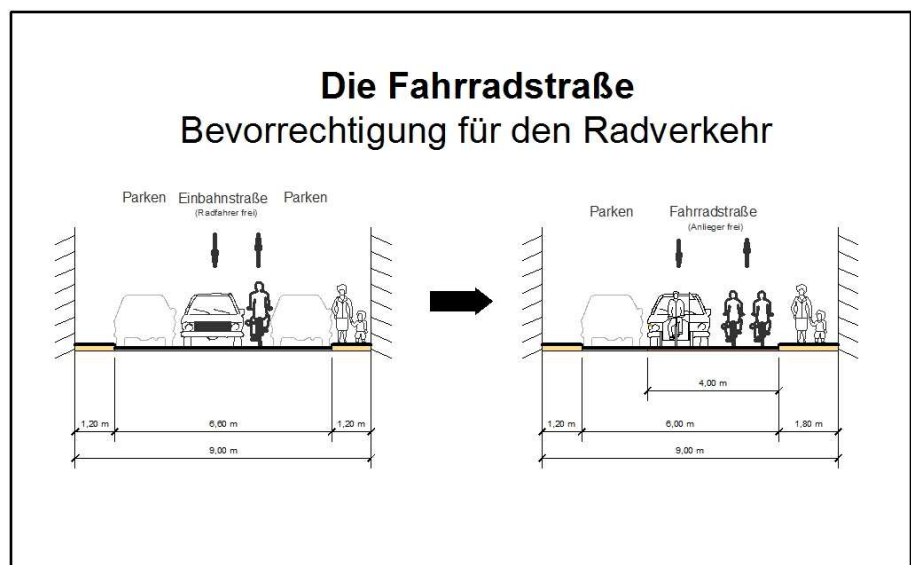 Die Fahrradstraße
Bevorrechtigung für den Radverkehr
Parken Einbahnstraße Parken
(Radfahrer frei)
1,20 m 6,60 m 1,20 m
9,00 m
Parken Fahrradstraße
(Anlieger frei)
4,00 m
1,20 m 6,00 m 1,80 m
9,00 m